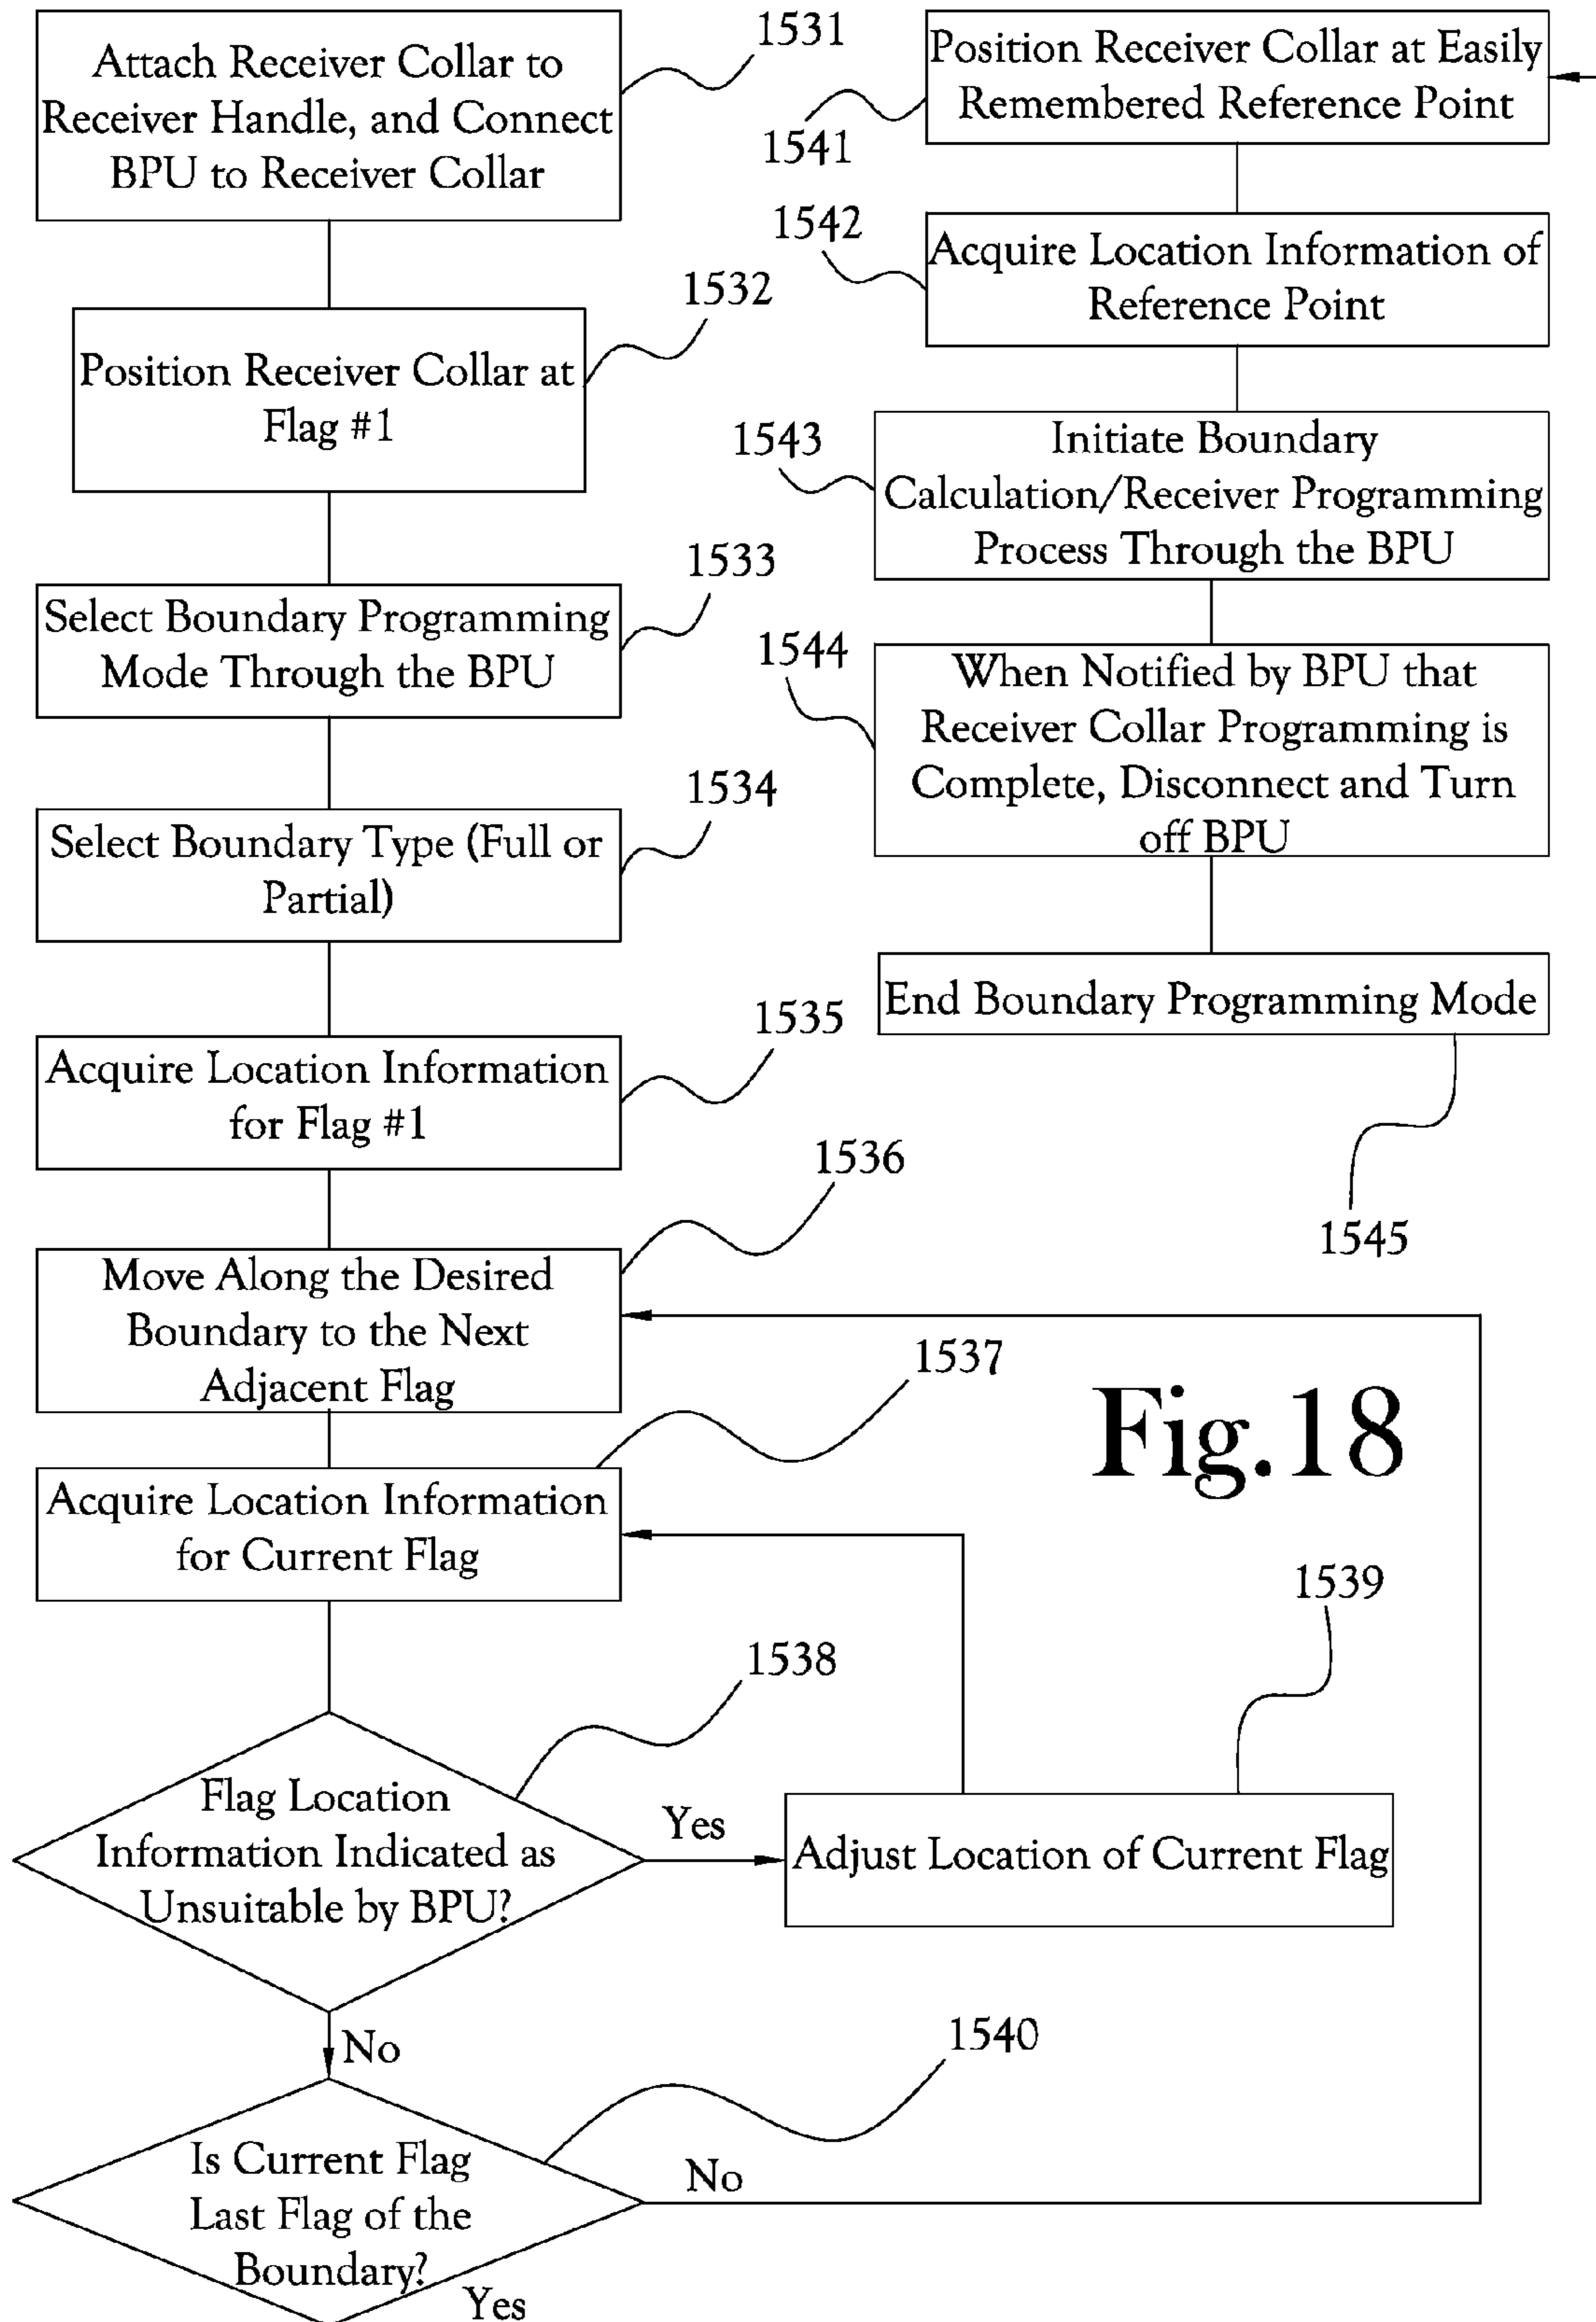 Attach Receiver Collar to
Receiver Handle, and Connect
BPU to Receiver Collar
1531
Position Receiver Collar at
Flag #1
1532
Select Boundary Programming
Mode Through the BPU
1533
Select Boundary Type (Full or
Partial)
1534
Acquire Location Information
for Flag #1
1535
Move Along the Desired
Boundary to the Next
Adjacent Flag
1536
Acquire Location Information
for Current Flag
1537
Flag Location
Information Indicated as
Unsuitable by BPU?
1538
Yes
Adjust Location of Current Flag
1539
No
Is Current Flag
Last Flag of the
Boundary?
1540
No
Yes
Position Receiver Collar at Easily
Remembered Reference Point
1541
Acquire Location Information of
Reference Point
1542
Initiate Boundary
Calculation/Receiver Programming
Process Through the BPU
1543
When Notified by BPU that
Receiver Collar Programming is
Complete, Disconnect and Turn
off BPU
1544
End Boundary Programming Mode
1545
Fig.18